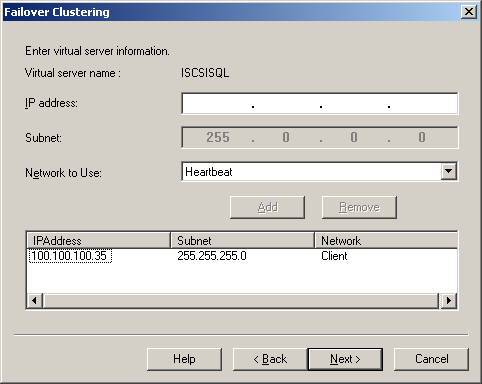 Failover Clustering
Enter virtual server information.
Virtual server name : ISCSISQL
IP address: . . .
Subnet: 255 . 0 . 0 . 0
Network to Use: Heartbeat
Add Remove
IPAddress Subnet Network
100.100.100.35 255.255.255.0 Client
Help < Back Next > Cancel